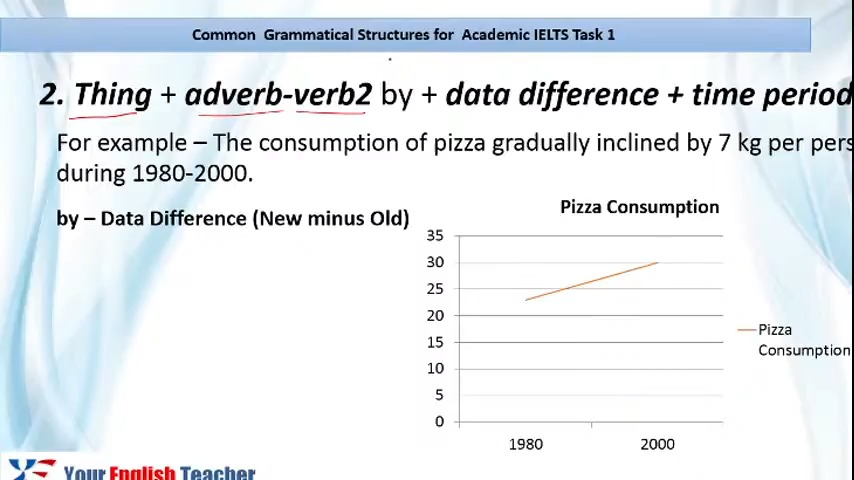 Common Grammatical Structures for Academic IELTS Task 1
2. Thing + adverb-verb2 by + data difference + time period
For example – The consumption of pizza gradually inclined by 7 kg per pers
during 1980-2000.
by – Data Difference (New minus Old)
Pizza Consumption
35
30
25
20
15
10
5
0
1980 2000
Pizza
Consumption
Your English Teacher